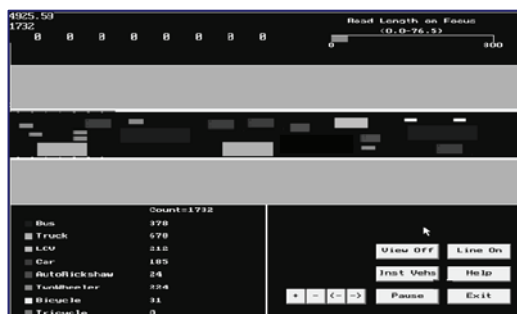 4925.59
1732
0 0 0 0 0 0 0 0 0
Road Length on Focus
(0.0-76.5)
0 800
Count=1732
Bus 378
Truck 678
LCV
Car 185
AutoRickshaw 24
TwoWheeler 224
Bicycle 31
Tricycle 0
View Off Line On
Inst Vehs Help
+ - <- -> Pause Exit